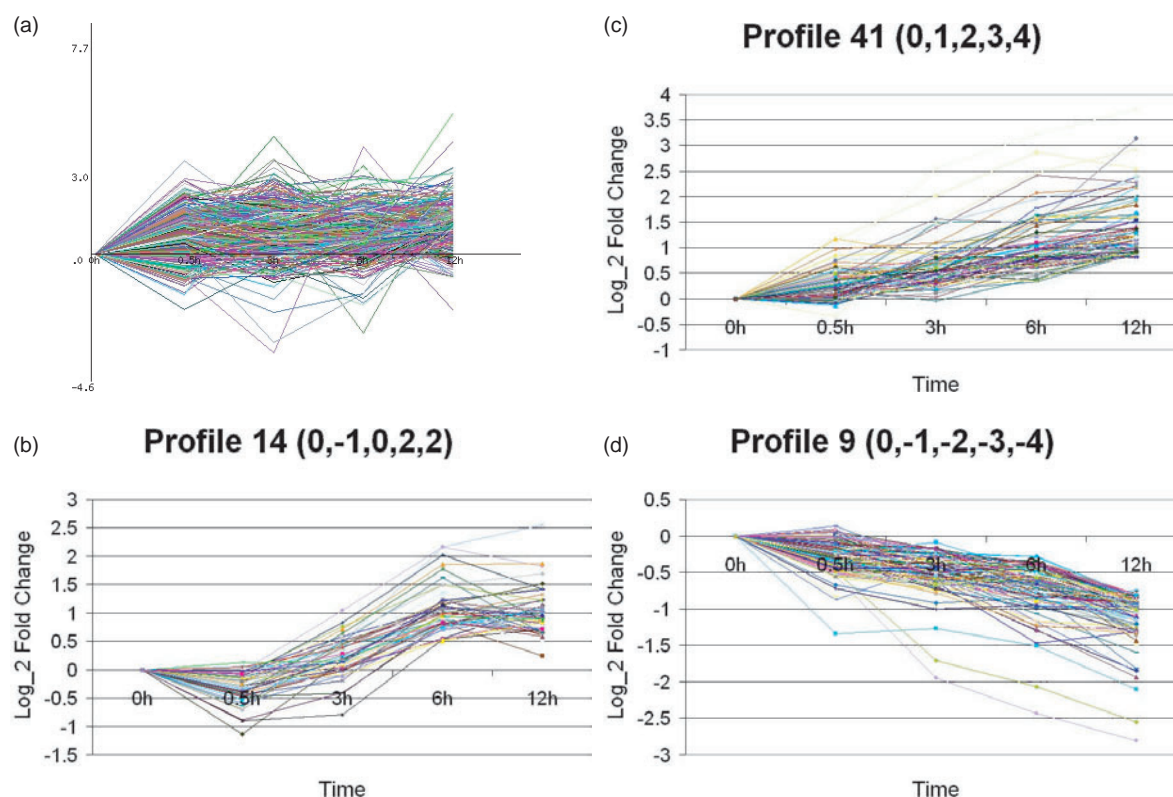 (a)
7.7
3.0
.0
0h
0.5h
6h
12h
-4.6
(c)
Profile 41 (0,1,2,3,4)
Log_2 Fold Change
4
3.5
3
2.5
2
1.5
1
0.5
0
-0.5
-1
0h
0.5h
3h
6h
12h
Time
(b)
Profile 14 (0,-1,0,2,2)
Log_2 Fold Change
3
2.5
2
1.5
1
0.5
0
-0.5
-1
-1.5
0h
0.5h
3h
6h
12h
Time
(d)
Profile 9 (0,-1,-2,-3,-4)
Log_2 Fold Change
0.5
0
-0.5
-1
-1.5
-2
-2.5
-3
0h
0.5h
3h
6h
12h
Time